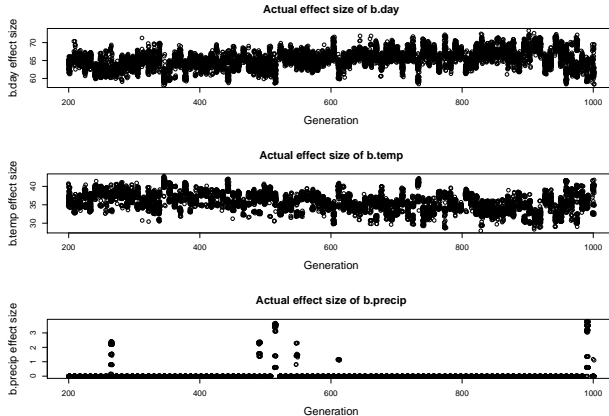 Actual effect size of b.day
b.day effect size
70
65
60
200 400 600 800 1000
Generation
Actual effect size of b.temp
b.temp effect size
40
35
30
200 400 600 800 1000
Generation
Actual effect size of b.precip
b.precip effect size
3
2
1
0
200 400 600 800 1000
Generation